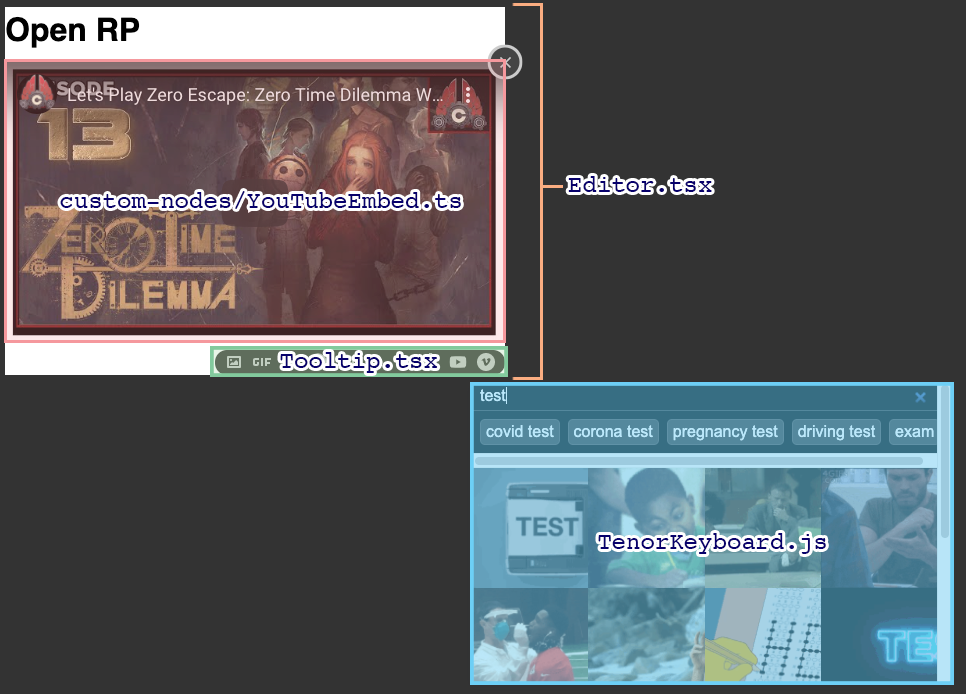 Open RP
SODE
Let's Play Zero Escape: Zero Time Dilemma W...
C
C
13
custom-nodes/YouTubeEmbed.ts
Editor.tsx
ZERO TIME
DILEMMA
GIF
Tooltip.tsx
test
covid test
corona test
pregnancy test
driving test
exam
TEST
TenorKeyboard.js
TE